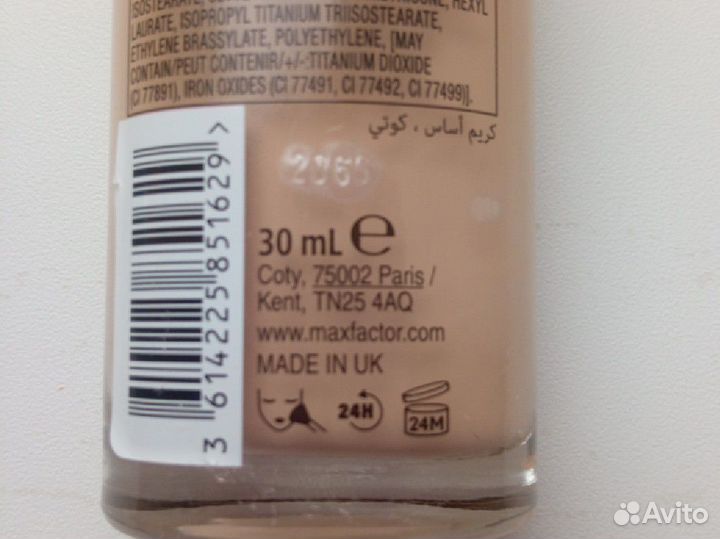 LAURATE, ISOPROPYL TITANIUM TRIISOSTEARATE,
ETHYLENE BRASSYLATE, POLYETHYLENE, [MAY
CONTAIN/PEUT CONTENIR/+/-:TITANIUM DIOXIDE
(CI 77891), IRON OXIDES (CI 77491, CI 77492, CI 77499)].
كريم أساس ، كوتي
3 614225 851629 >
30 mL ℮
Coty, 75002 Paris /
Kent, TN25 4AQ
www.maxfactor.com
MADE IN UK
24H
24M
Avito